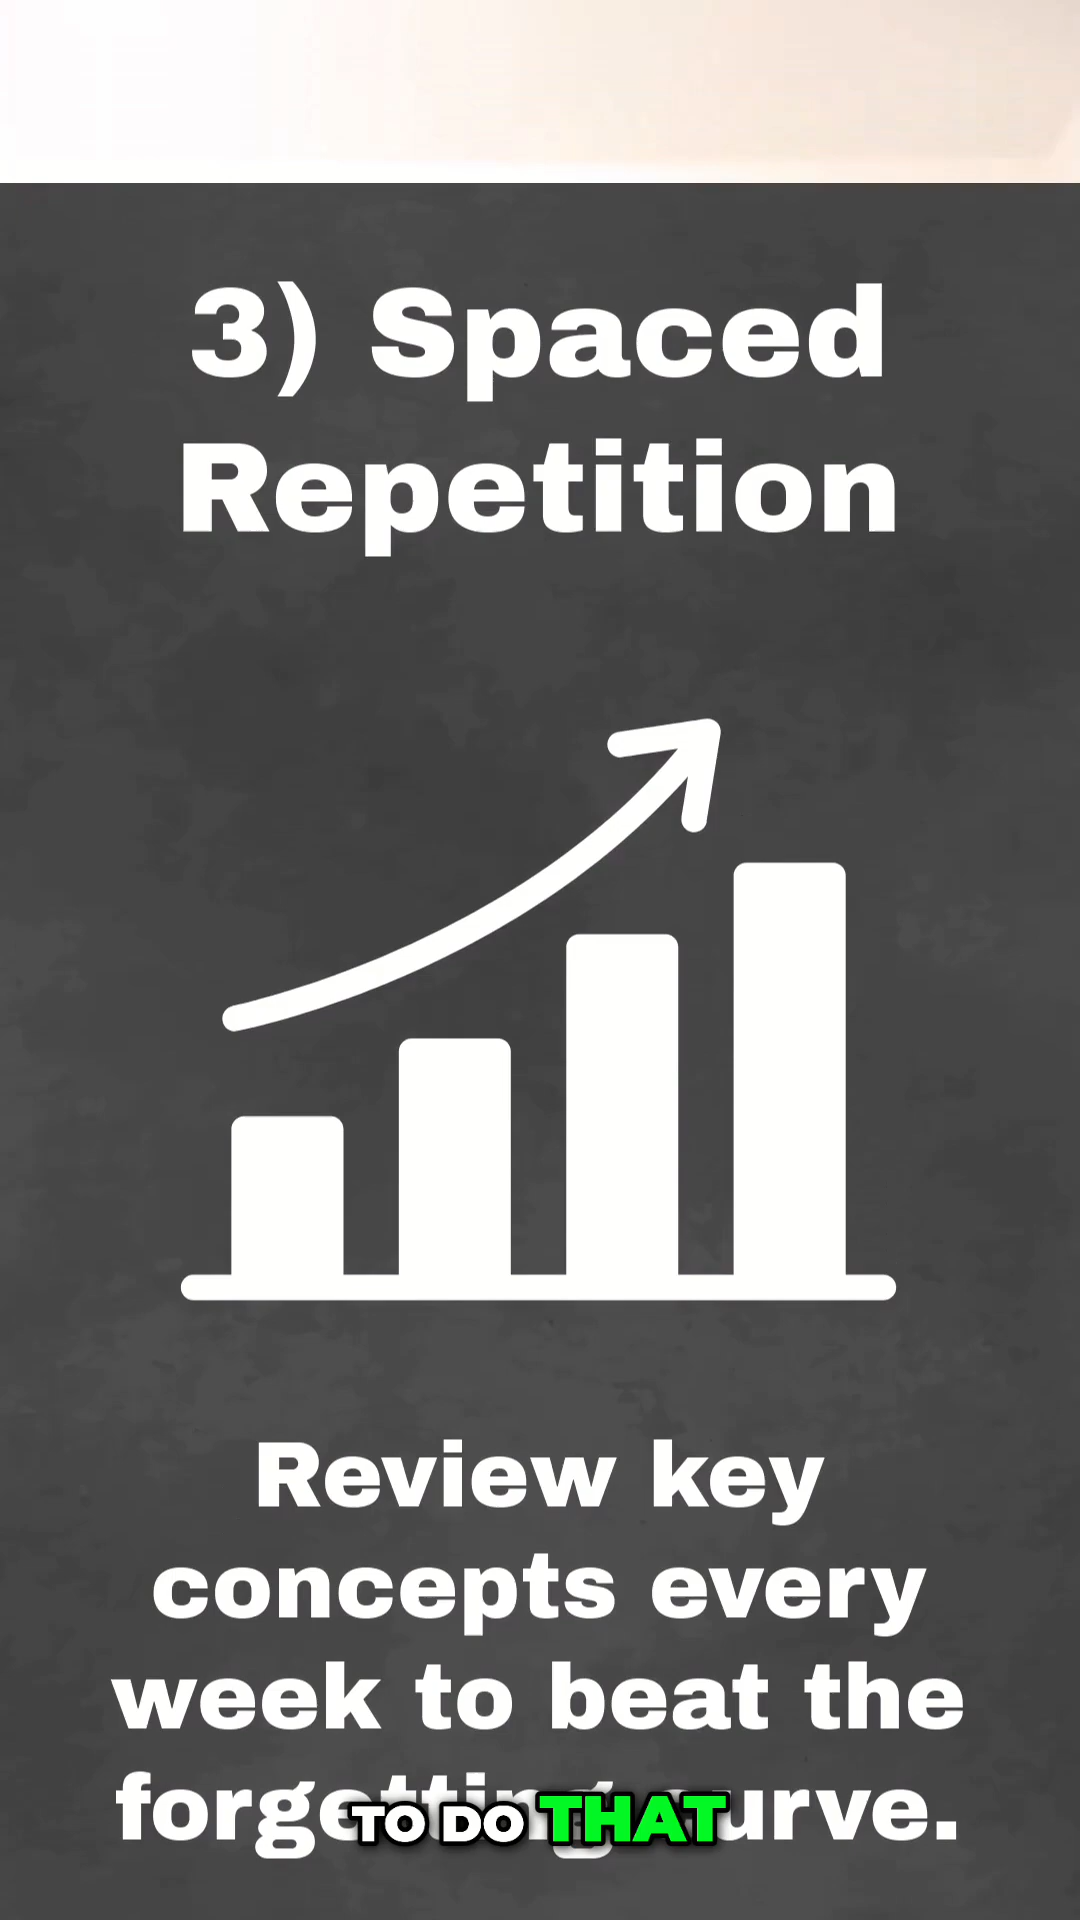 3) Spaced
Repetition
Review key
concepts every
week to beat the
forgetting curve.
TO DO THAT